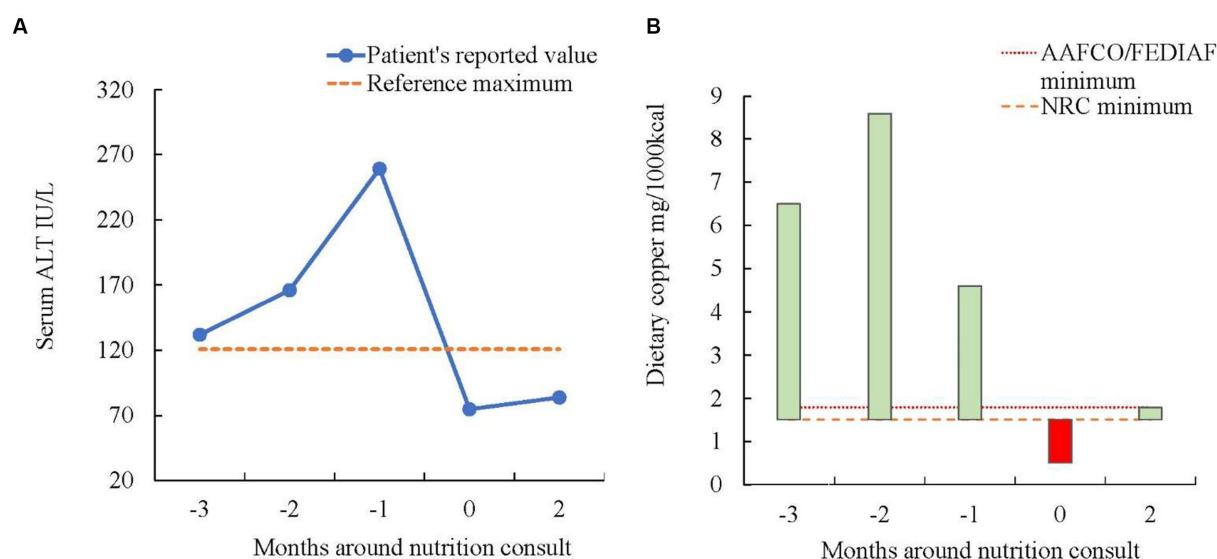 A
Patient's reported value
Reference maximum
320
270
220
170
120
70
20
Serum ALT IU/L
-3 -2 -1 0 2
Months around nutrition consult
B
AAFCO/FEDIAF
minimum
NRC minimum
9
8
7
6
5
4
3
2
1
0
Dietary copper mg/1000kcal
-3 -2 -1 0 2
Months around nutrition consult